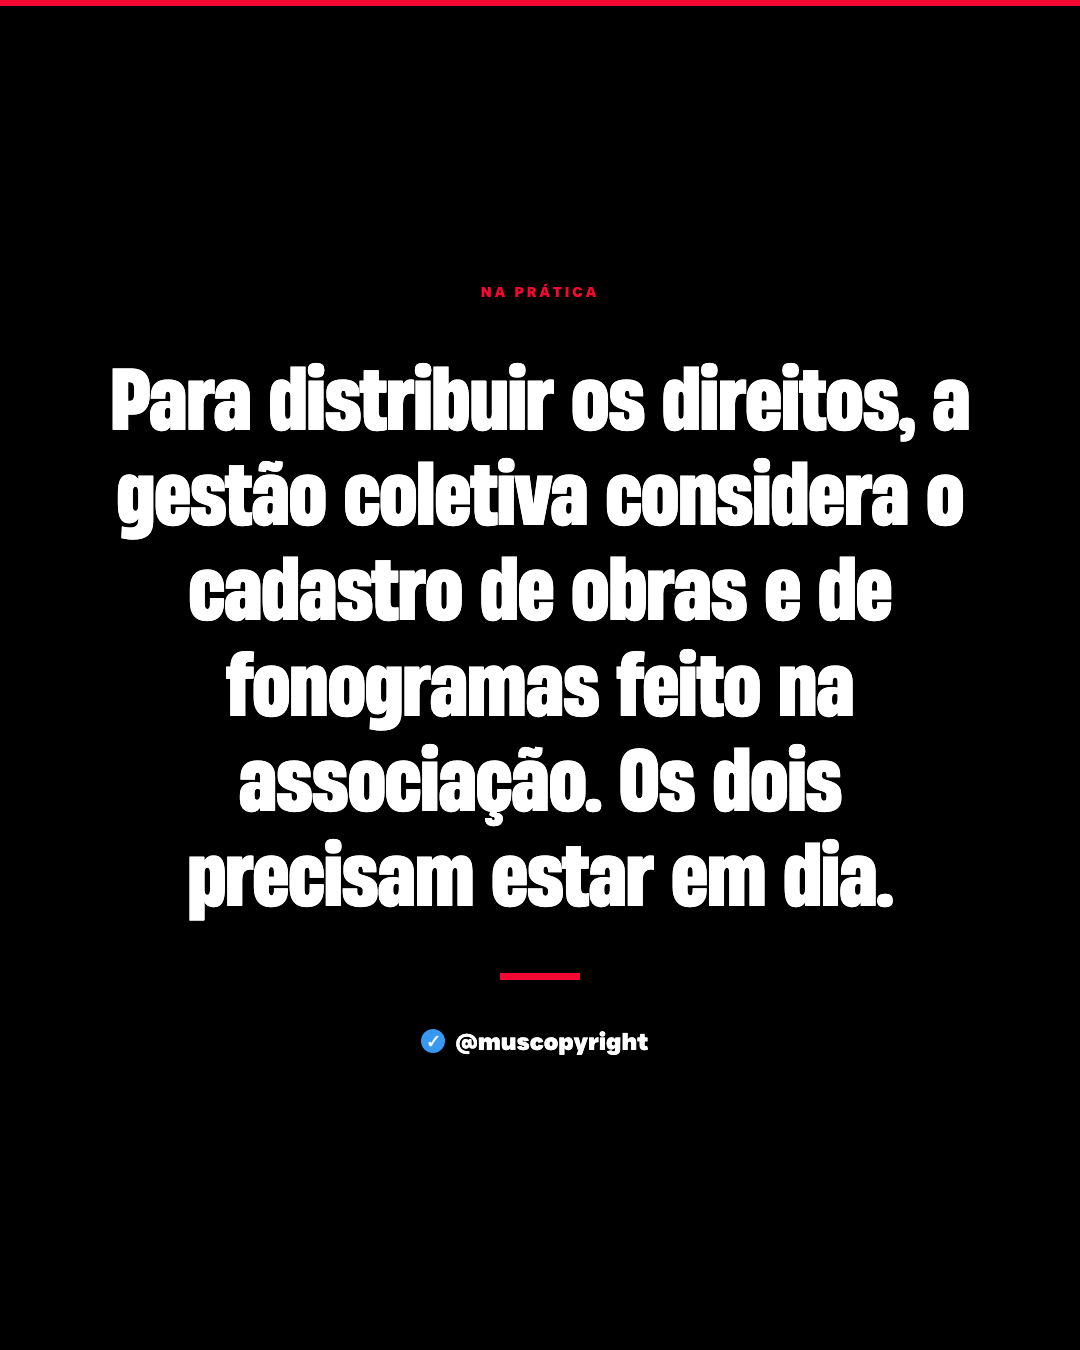 NA PRÁTICA
Para distribuir os direitos, a
gestão coletiva considera o
cadastro de obras e de
fonogramas feito na
associação. Os dois
precisam estar em dia.
@muscopyright